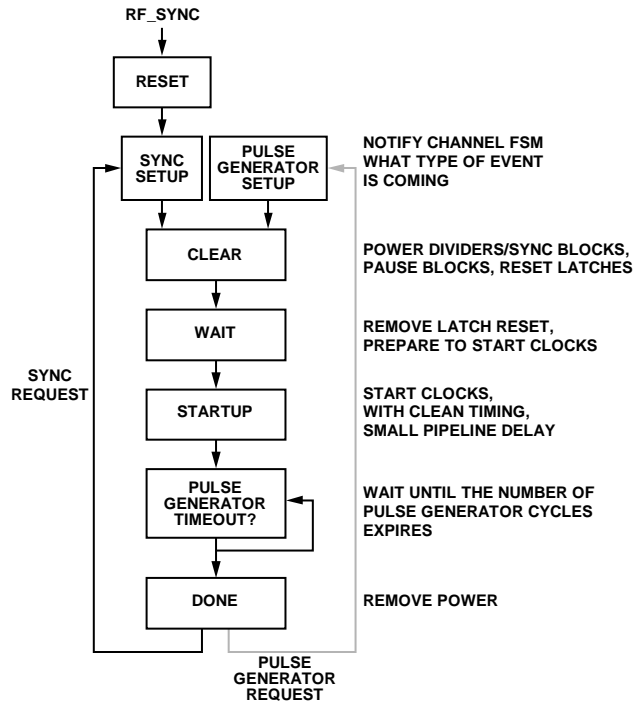 RF_SYNC
RESET
SYNC
SETUP
PULSE
GENERATOR
SETUP
NOTIFY CHANNEL FSM
WHAT TYPE OF EVENT
IS COMING
CLEAR
POWER DIVIDERS/SYNC BLOCKS,
PAUSE BLOCKS, RESET LATCHES
WAIT
REMOVE LATCH RESET,
PREPARE TO START CLOCKS
SYNC
REQUEST
STARTUP
START CLOCKS,
WITH CLEAN TIMING,
SMALL PIPELINE DELAY
PULSE
GENERATOR
TIMEOUT?
WAIT UNTIL THE NUMBER OF
PULSE GENERATOR CYCLES
EXPIRES
DONE
REMOVE POWER
PULSE
GENERATOR
REQUEST